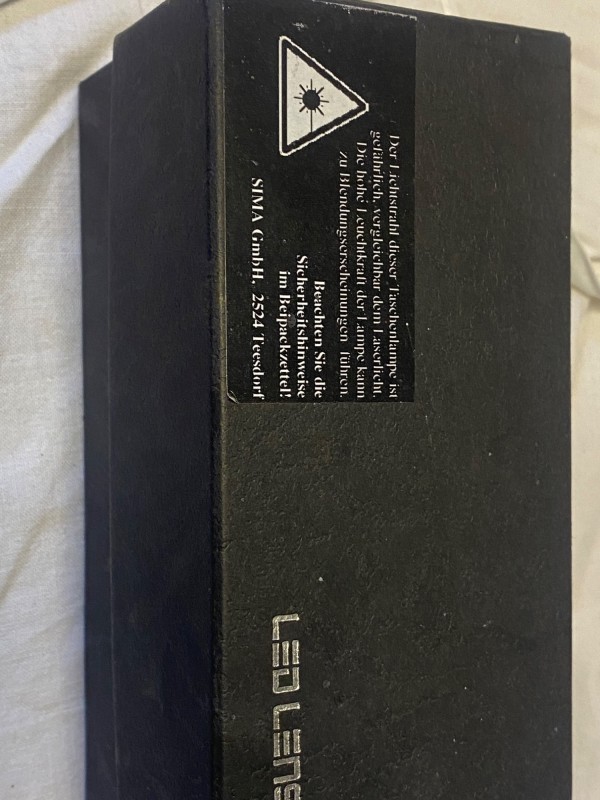 Der Lichtstrahl dieser Taschenlampe ist
gefährlich, vergleichbar dem Laserlicht.
Die hohe Leuchtkraft der Lampe kann
zu Blendungserscheinungen führen.
Beachten Sie die
Sicherheitshinweise
im Beipackzettel!
SIMA GmbH. 2524 Teesdorf
LED LENS